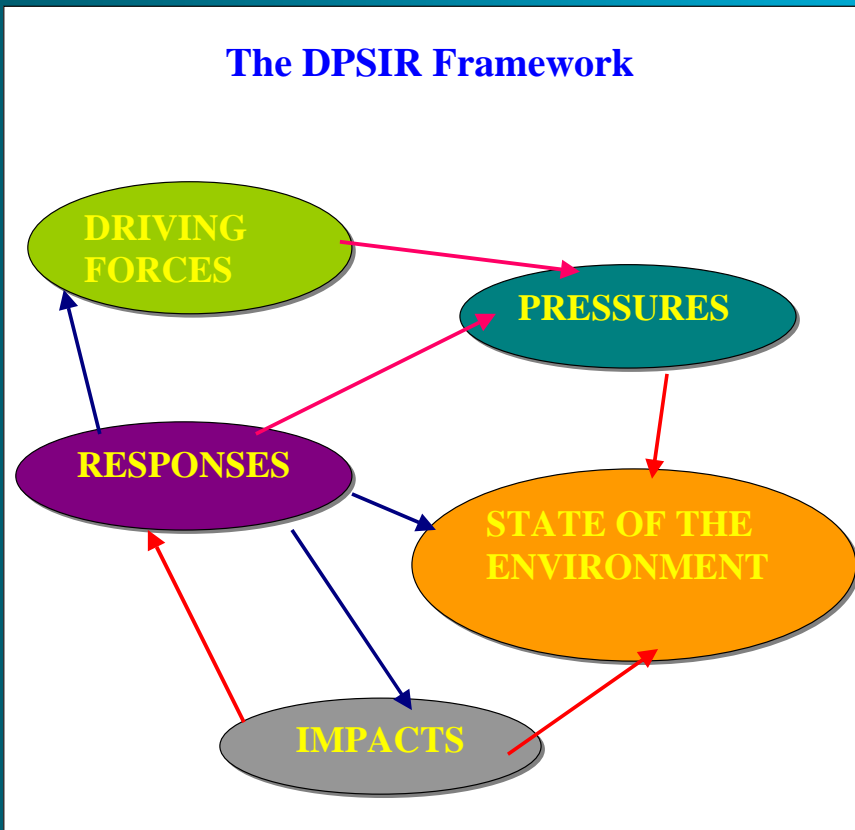 The DPSIR Framework
DRIVING
FORCES
PRESSURES
RESPONSES
STATE OF THE
ENVIRONMENT
IMPACTS